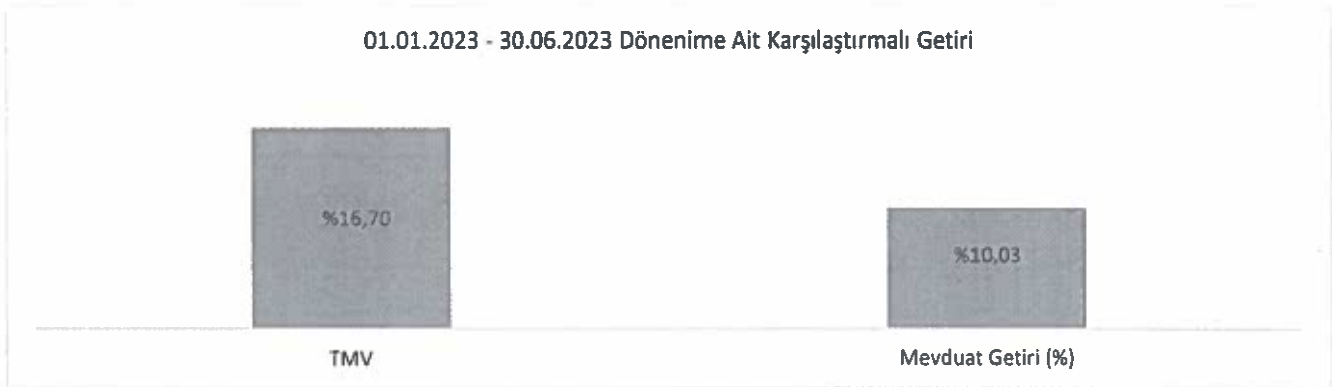 01.01.2023 - 30.06.2023 Dönenime Ait Karşılaştırmalı Getiri
%16,70
%10,03
TMV
Mevduat Getiri (%)